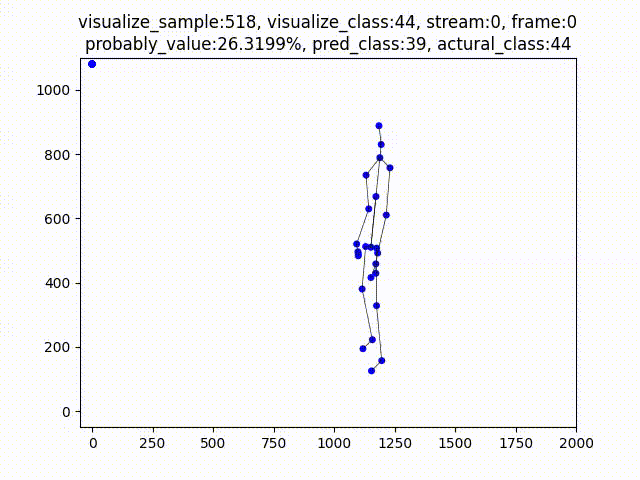 visualize_sample:518, visualize_class:44, stream:0, frame:0
probably_value:26.3199%, pred_class:39, actural_class:44
1000
800
600
400
200
0
0 250 500 750 1000 1250 1500 1750 2000